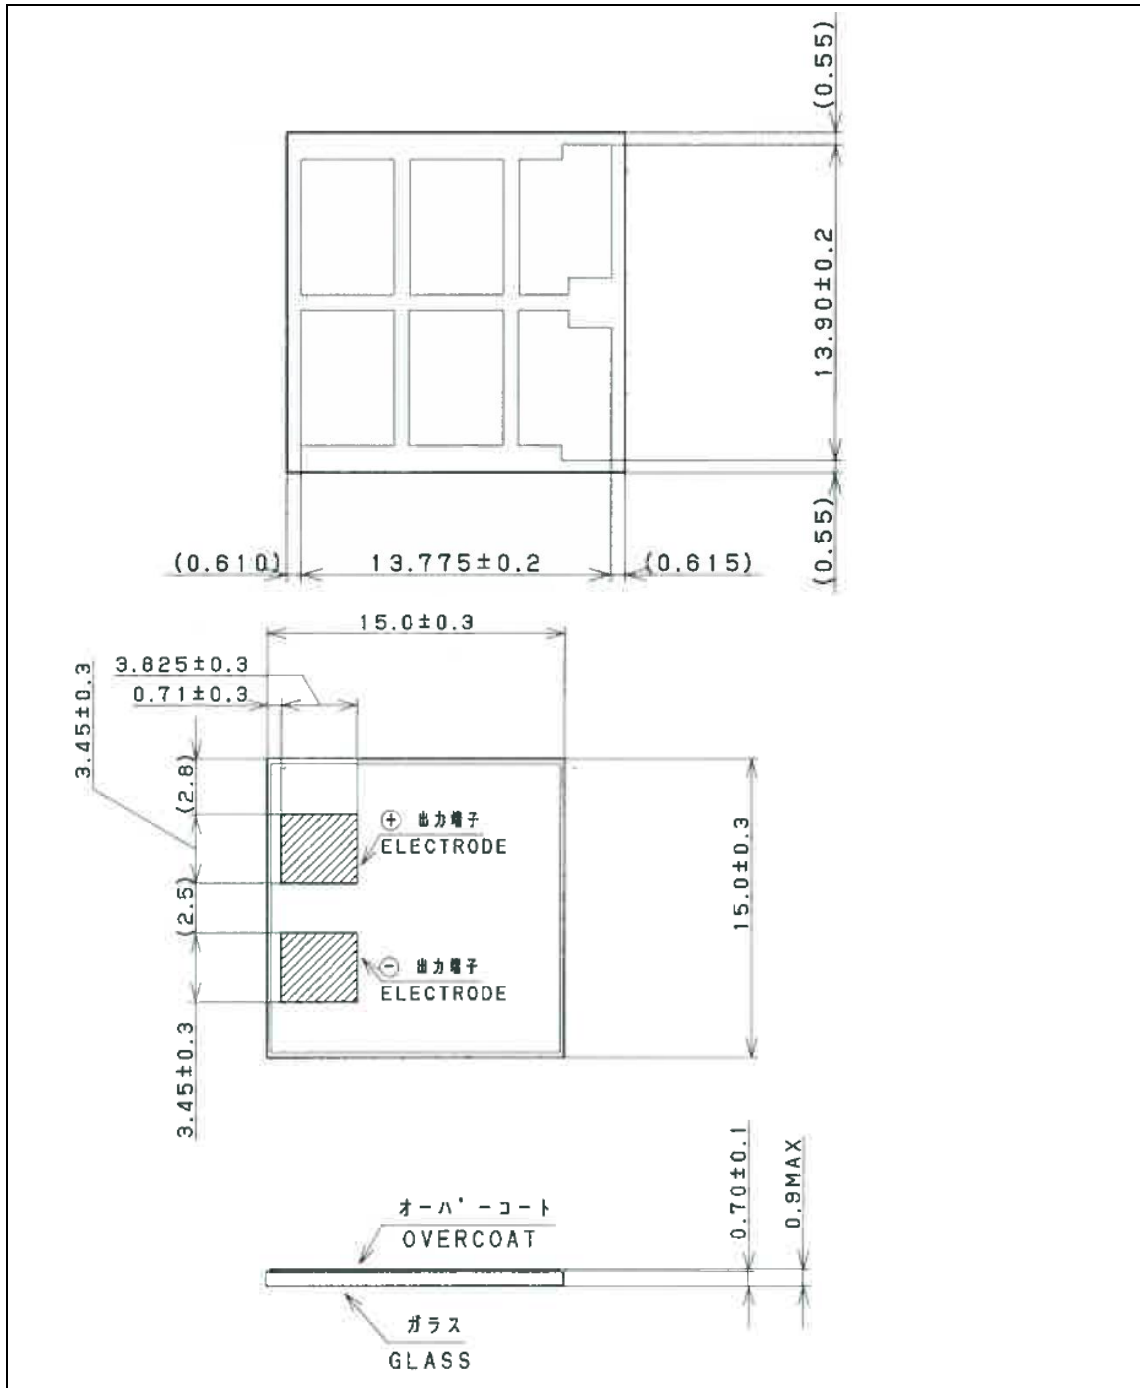 (0.55)
13.90±0.2
(0.55)
(0.610)
13.775±0.2
(0.615)
15.0±0.3
3.825±0.3
0.71±0.3
3.45±0.3
(2.8)
⊕ 出力端子
ELECTRODE
(2.5)
15.0±0.3
⊖ 出力端子
ELECTRODE
3.45±0.3
0.70±0.1
0.9MAX
オーバーコート
OVERCOAT
ガラス
GLASS